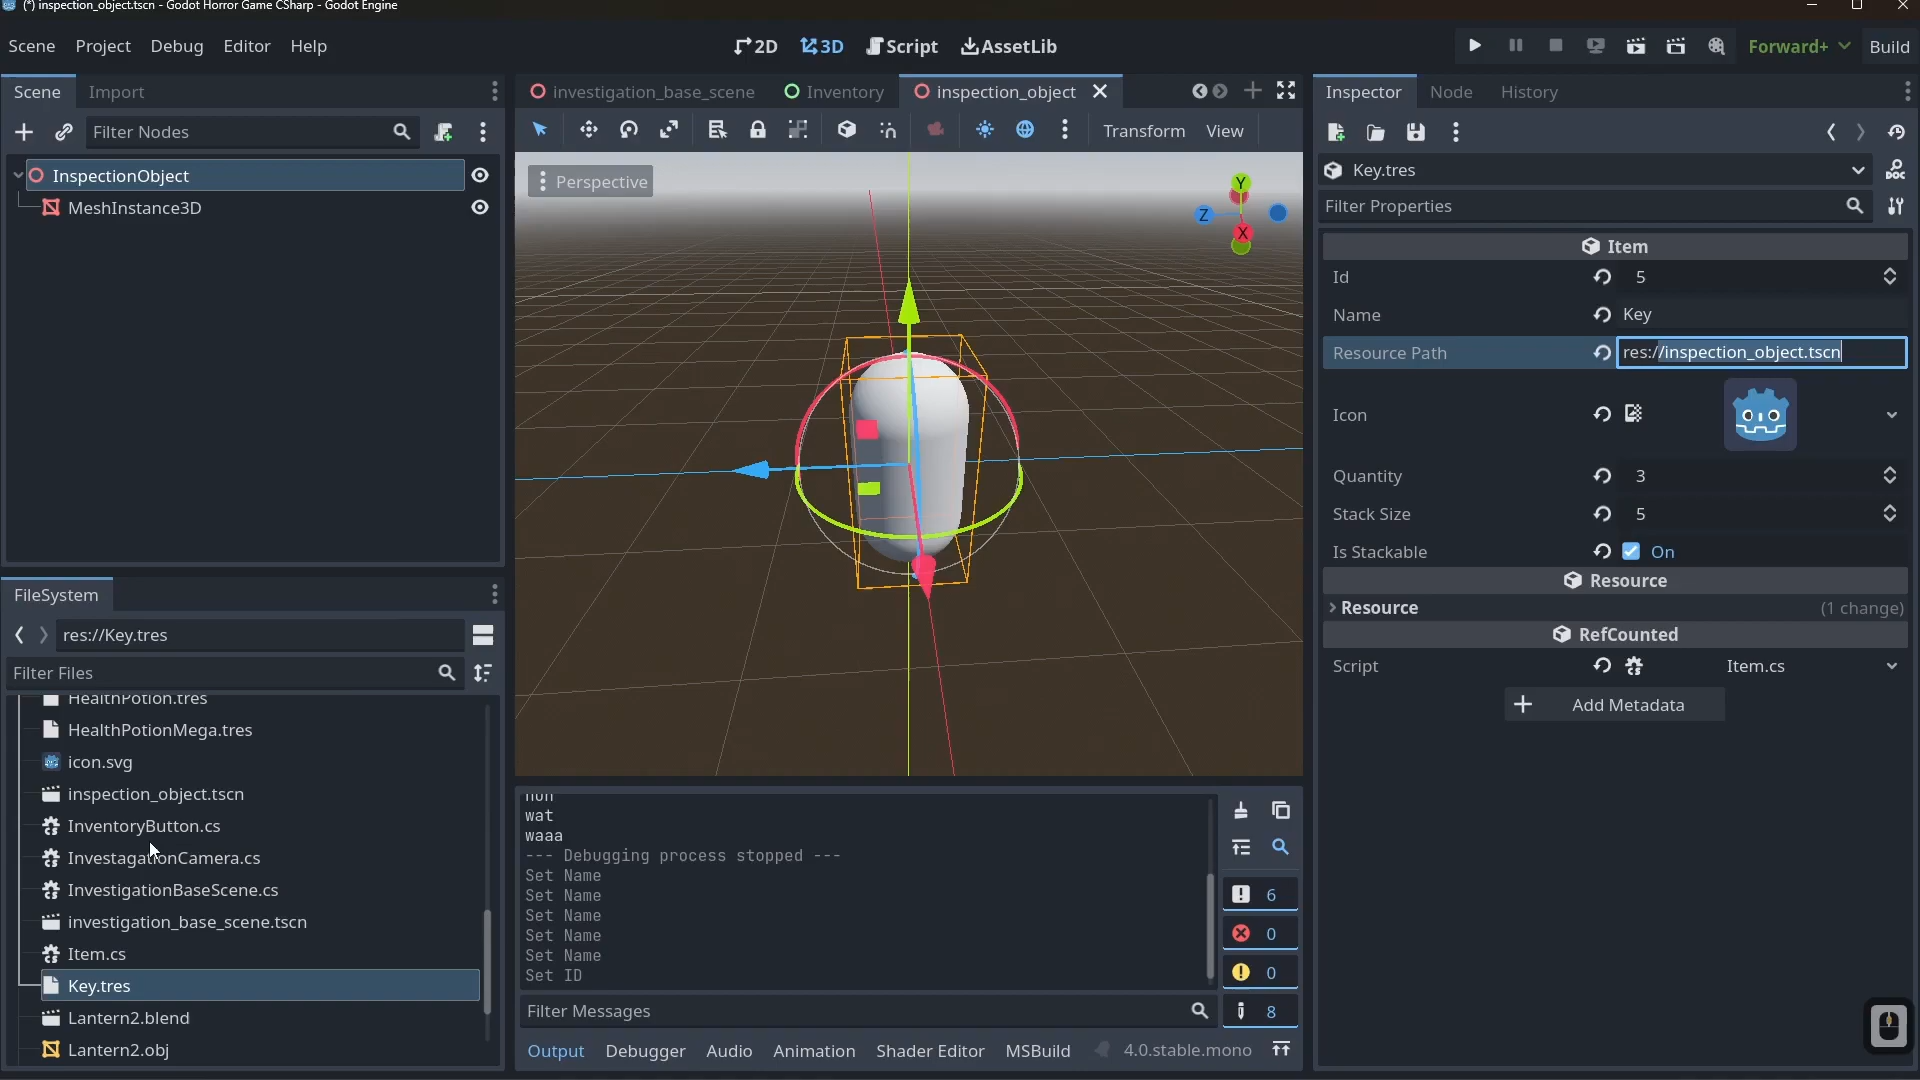 (*) inspection_object.tscn - Godot Horror Game CSharp - Godot Engine
Scene Project Debug Editor Help
2D 3D Script AssetLib
Forward+ Build
Scene Import
Filter Nodes
InspectionObject
MeshInstance3D
FileSystem
res://Key.tres
Filter Files
HealthPotion.tres
HealthPotionMega.tres
icon.svg
inspection_object.tscn
InventoryButton.cs
InvestagationCamera.cs
InvestigationBaseScene.cs
investigation_base_scene.tscn
Item.cs
Key.tres
Lantern2.blend
Lantern2.obj
investigation_base_scene Inventory inspection_object
Transform View
Perspective
Y
Z
X
nun
wat
waaa
--- Debugging process stopped ---
Set Name
Set Name
Set Name
Set Name
Set Name
Set ID
Filter Messages
6
0
0
8
Output Debugger Audio Animation Shader Editor MSBuild 4.0.stable.mono
Inspector Node History
Key.tres
DOC
Filter Properties
Item
Id 5
Name Key
Resource Path res://inspection_object.tscn
Icon
Quantity 3
Stack Size 5
Is Stackable On
Resource
Resource (1 change)
RefCounted
Script Item.cs
Add Metadata